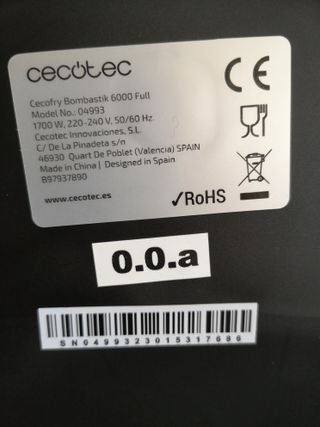 cecotec
Cecofry Bombastik 6000 Full
Model No.: 04993
1700 W, 220-240 V, 50/60 Hz.
Cecotec Innovaciones, S.L.
C/ De La Pinadeta s/n
46930 Quart De Poblet (Valencia) SPAIN
Made in China | Designed in Spain
B97937890
www.cecotec.es
CE
✓RoHS
0.0.a
SN0499323015317686